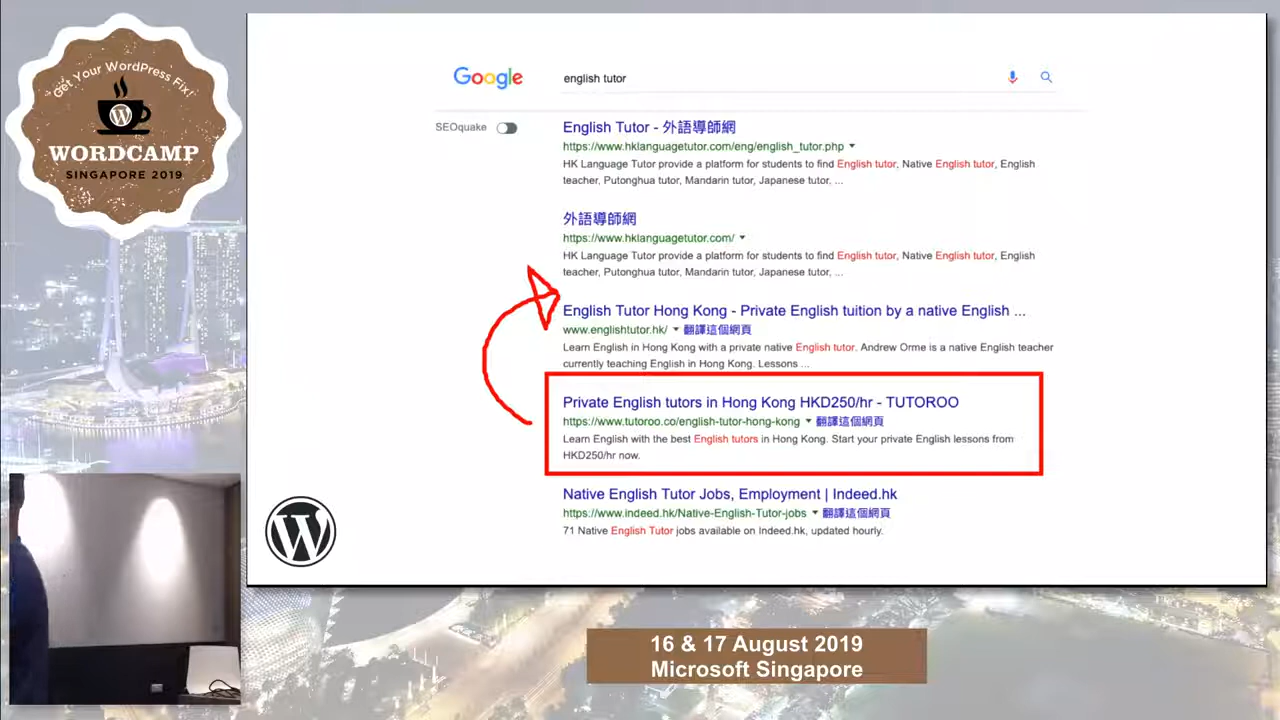 Get Your WordPress Fix!
WORDCAMP
SINGAPORE 2019
Google
english tutor
SEOquake
English Tutor - 外語導師網
https://www.hklanguagetutor.com/eng/english_tutor.php
HK Language Tutor provide a platform for students to find English tutor, Native English tutor, English
teacher, Putonghua tutor, Mandarin tutor, Japanese tutor. ...
外語導師網
https://www.hklanguagetutor.com/
HK Language Tutor provide a platform for students to find English tutor, Native English tutor, English
teacher, Putonghua tutor, Mandarin tutor, Japanese tutor, ...
English Tutor Hong Kong - Private English tuition by a native English ...
www.englishtutor.hk/ 翻譯這個網頁
Learn English in Hong Kong with a private native English tutor. Andrew Orme is a native English teacher
currently teaching English in Hong Kong. Lessons ...
Private English tutors in Hong Kong HKD250/hr - TUTOROO
https://www.tutoroo.co/english-tutor-hong-kong 翻譯這個網頁
Learn English with the best English tutors in Hong Kong. Start your private English lessons from
HKD250/hr now.
Native English Tutor Jobs, Employment | Indeed.hk
https://www.indeed.hk/Native-English-Tutor-jobs 翻譯這個網頁
71 Native English Tutor jobs available on Indeed.hk, updated hourly.
16 & 17 August 2019
Microsoft Singapore